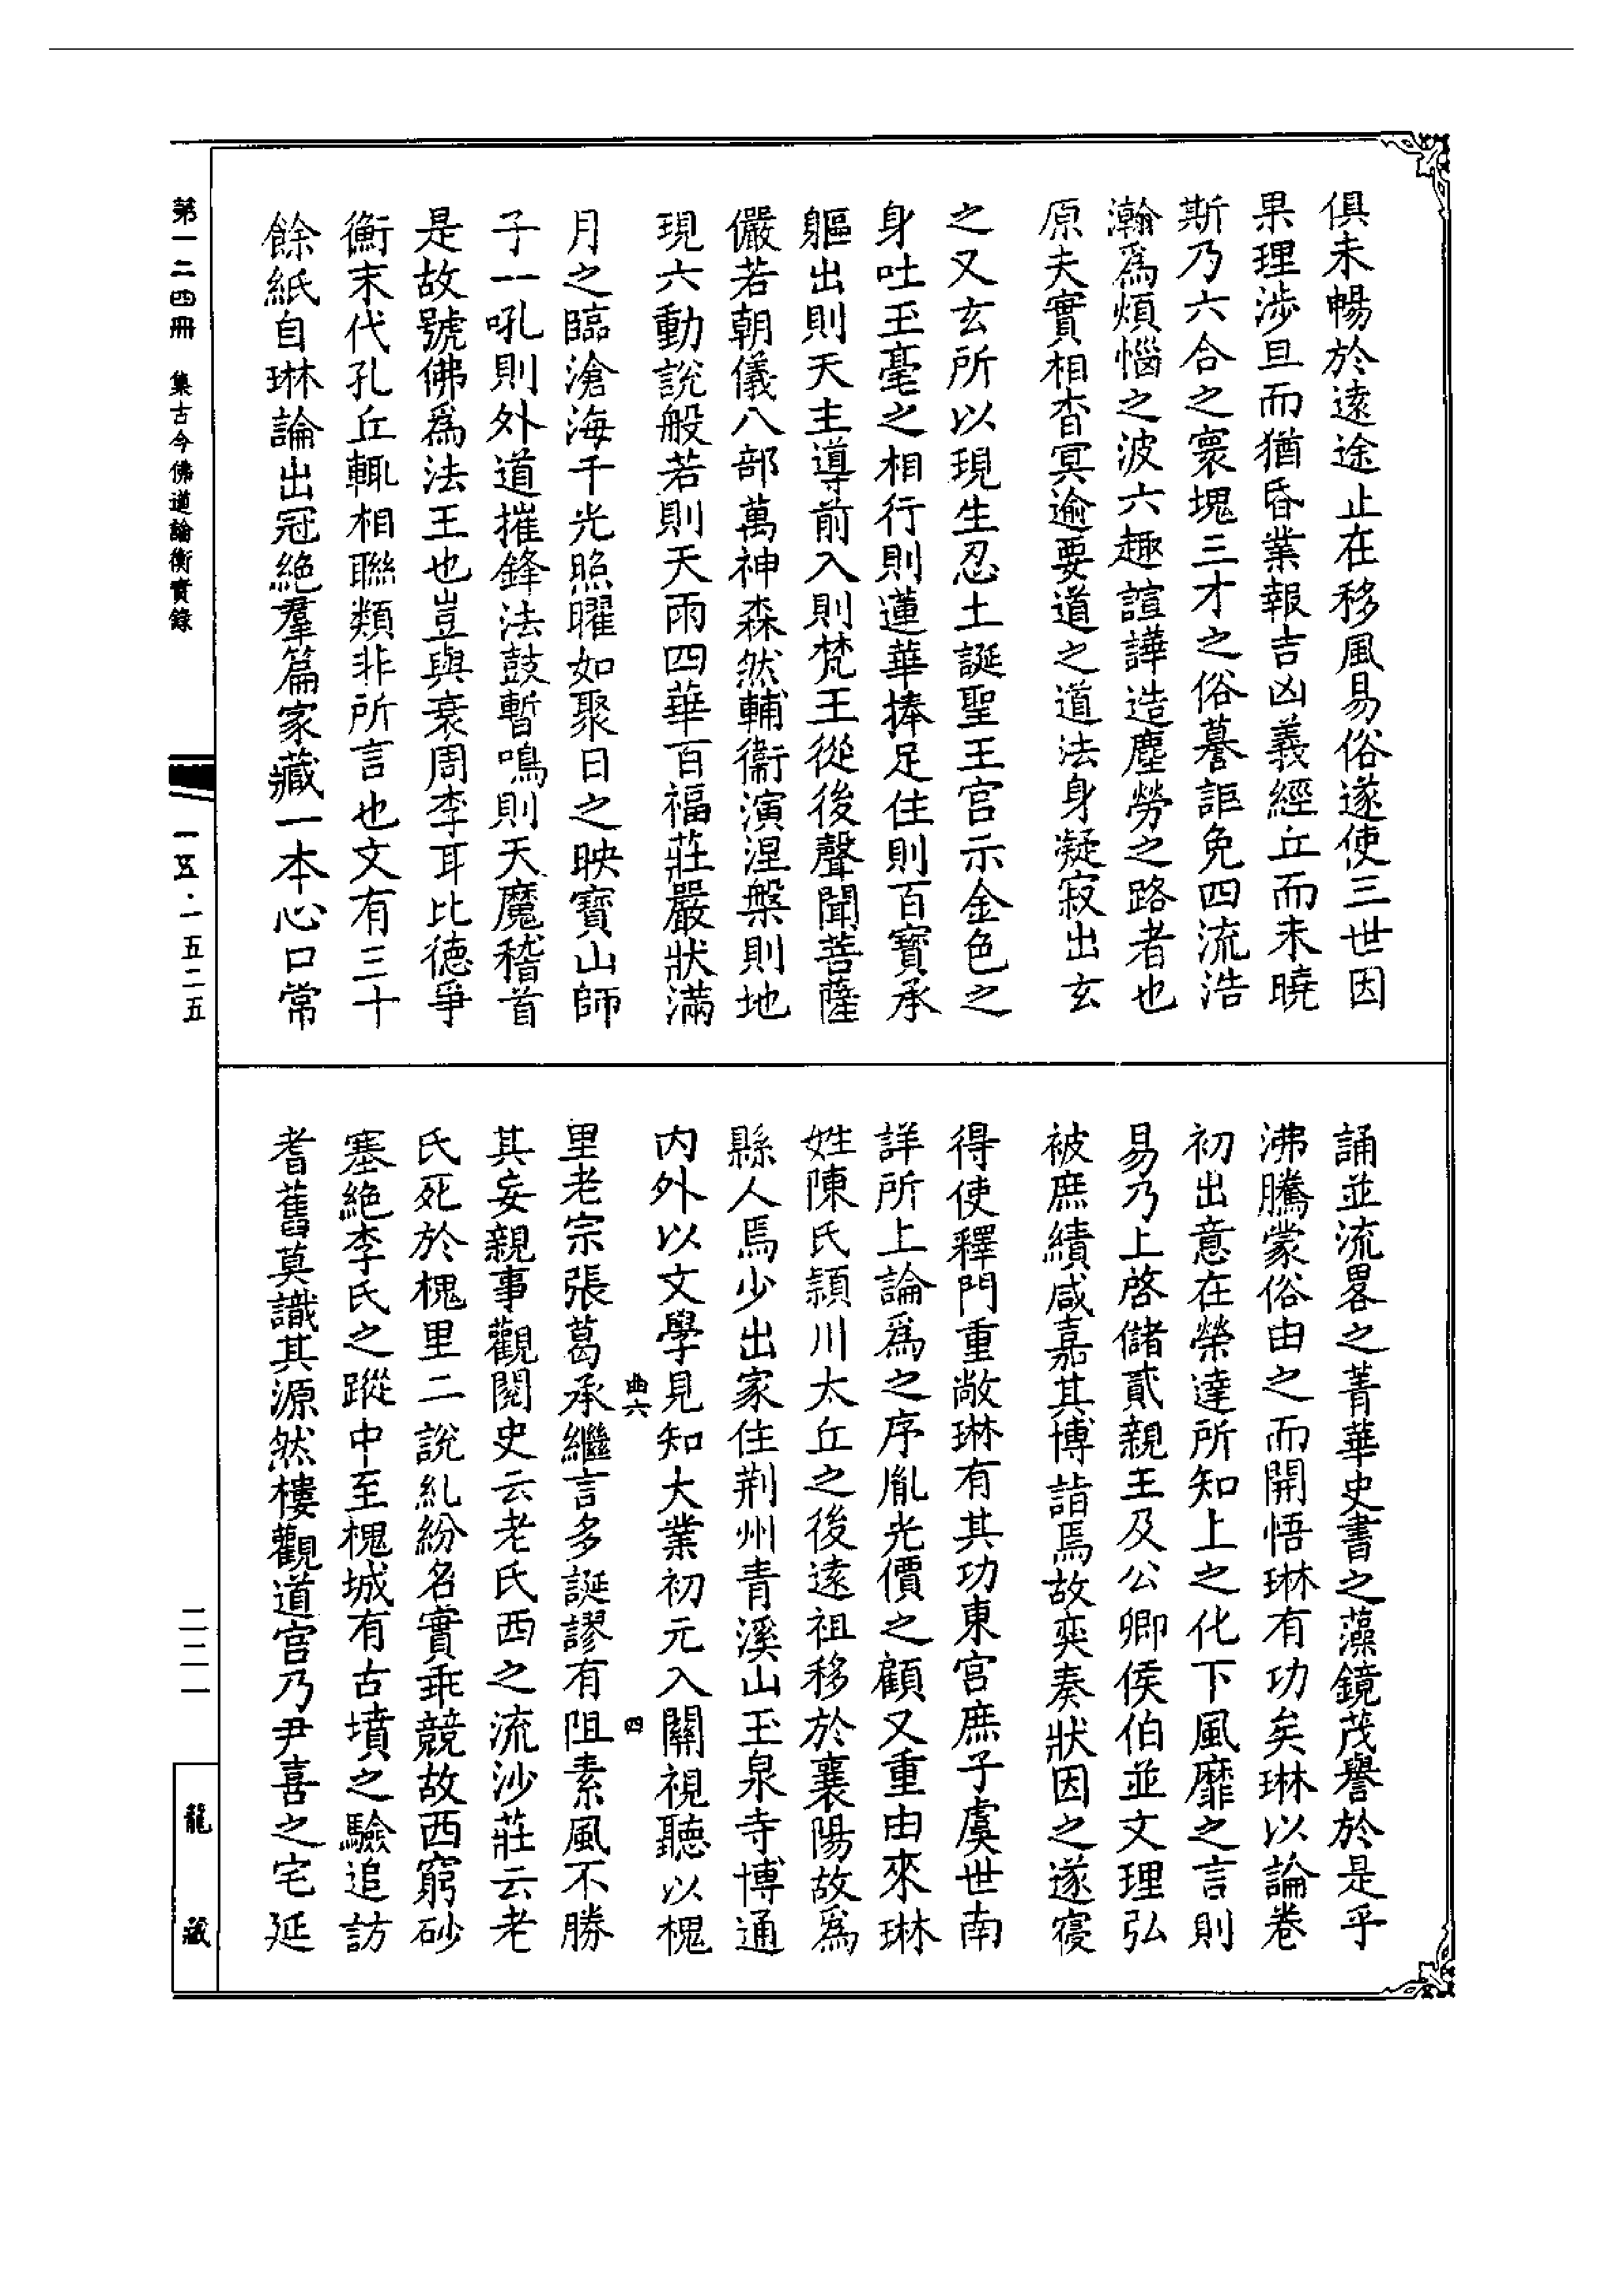 俱未暢於遠途止在移風易俗遂使三世因
果理涉旦而猶昏業報吉凶義經丘而未曉
斯乃六合之寰塊三才之俗謩詎免四流浩
瀚爲煩惱之波六趣諠譁造塵勞之路者也
原夫實相杳冥逾要道之道法身凝寂出玄
之又玄所以現生忍土誕聖王宮示金色之
身吐玉毫之相行則蓮華捧足住則百寶承
軀出則天主導前入則梵王從後聲聞菩薩
儼若朝儀八部萬神森然輔衞演涅槃則地
現六動說般若則天雨四華百福莊嚴狀滿
月之臨滄海千光照曜如聚日之映寶山師
子一吼則外道摧鋒法鼓暫鳴則天魔稽首
是故號佛爲法王也豈與衰周李耳比德爭
衡末代孔丘輒相聯類非所言也文有三十
餘紙自琳論出冠絕羣篇家藏一本心口常
誦並流畧之菁華史書之藻鏡茂譽於是乎
沸騰蒙俗由之而開悟琳有功矣琳以論卷
初出意在榮達所知上之化下風靡之言則
易乃上啓儲貳親王及公卿侯伯並文理弘
被庶績咸嘉其博詣焉故奕奏狀因之遂寢
得使釋門重敞琳有其功東宮庶子虞世南
詳所上論爲之序胤光價之顧又重由來琳
姓陳氏頴川太丘之後遠祖移於襄陽故爲
縣人焉少出家住荆州青溪山玉泉寺博通
内外以文學見知大業初元入關視聽以槐
曲六
四
里老宗張葛承繼言多誕謬有阻素風不勝
其妄親事觀閱史云老氏西之流沙莊云老
氏死於槐里二說糺紛名實乖競故西窮砂
塞絕李氏之蹤中至槐城有古墳之驗追訪
耆舊莫識其源然樓觀道宮乃尹喜之宅延
第一二四冊 集古今佛道論衡實錄
一五·一五二五
二二一
龍藏